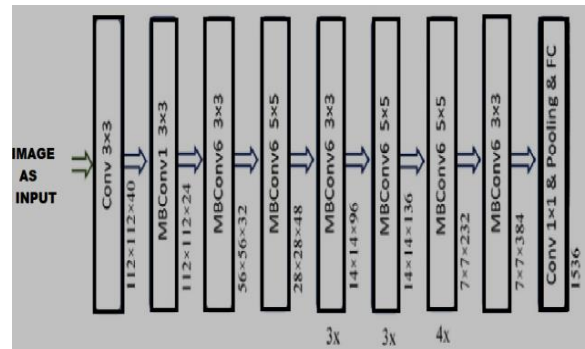 IMAGE
AS
INPUT
Conv 3×3
112×112×40
MBConv1 3×3
112×112×24
MBConv6 3×3
56×56×32
MBConv6 5×5
28×28×48
MBConv6 3×3
14×14×96
MBConv6 5×5
14×14×136
MBConv6 5×5
7×7×232
MBConv6 3×3
7×7×384
Conv 1×1 & Pooling & FC
1536
3x
3x
4x